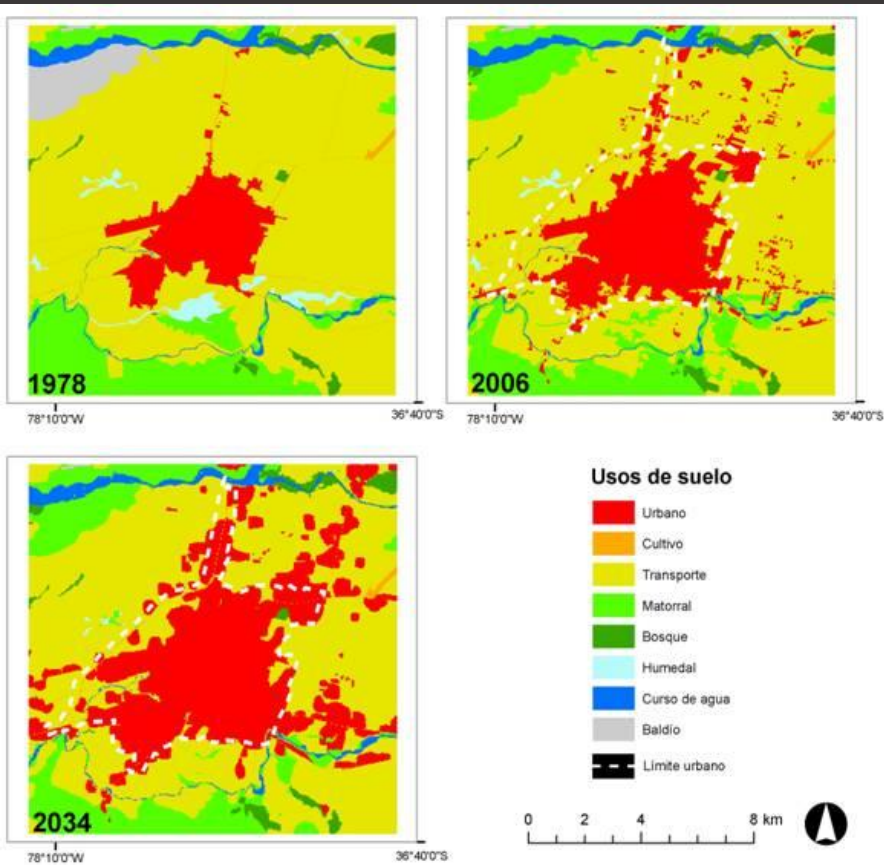 1978
78°10'0"W
36°40'0"S
2006
78°10'0"W
36°40'0"S
2034
78°10'0"W
36°40'0"S
Usos de suelo
Urbano
Cultivo
Transporte
Matorral
Bosque
Humedal
Curso de agua
Baldío
Límite urbano
0 2 4 6 8 km